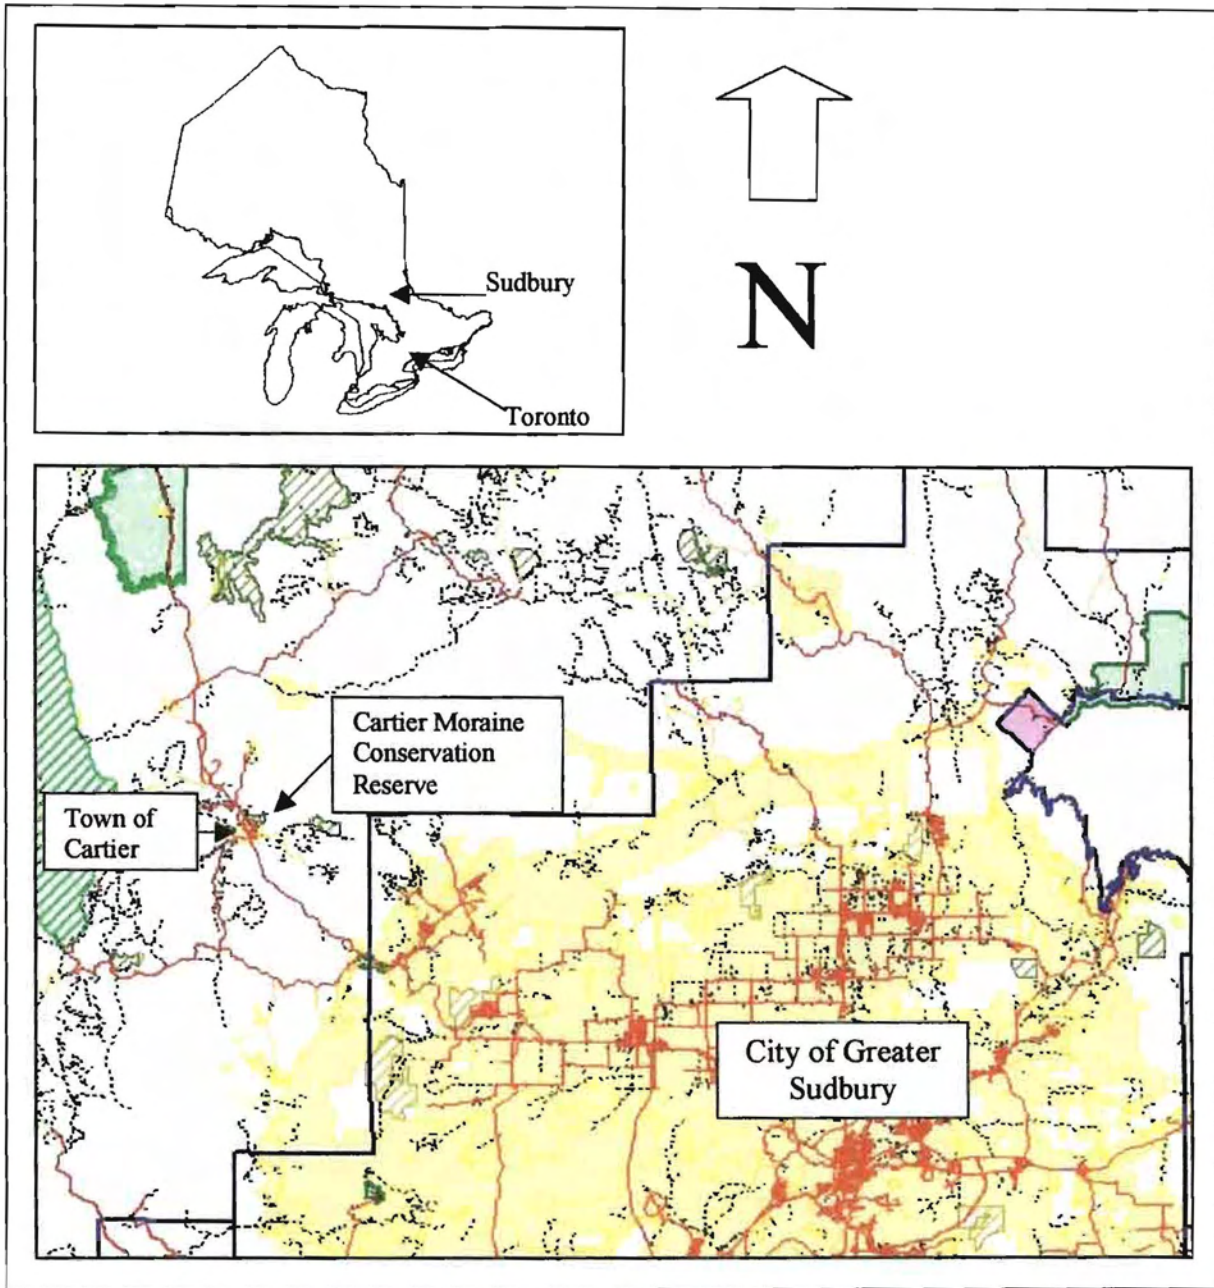 Sudbury
Toronto
N
Cartier Moraine
Conservation
Reserve
Town of
Cartier
City of Greater
Sudbury